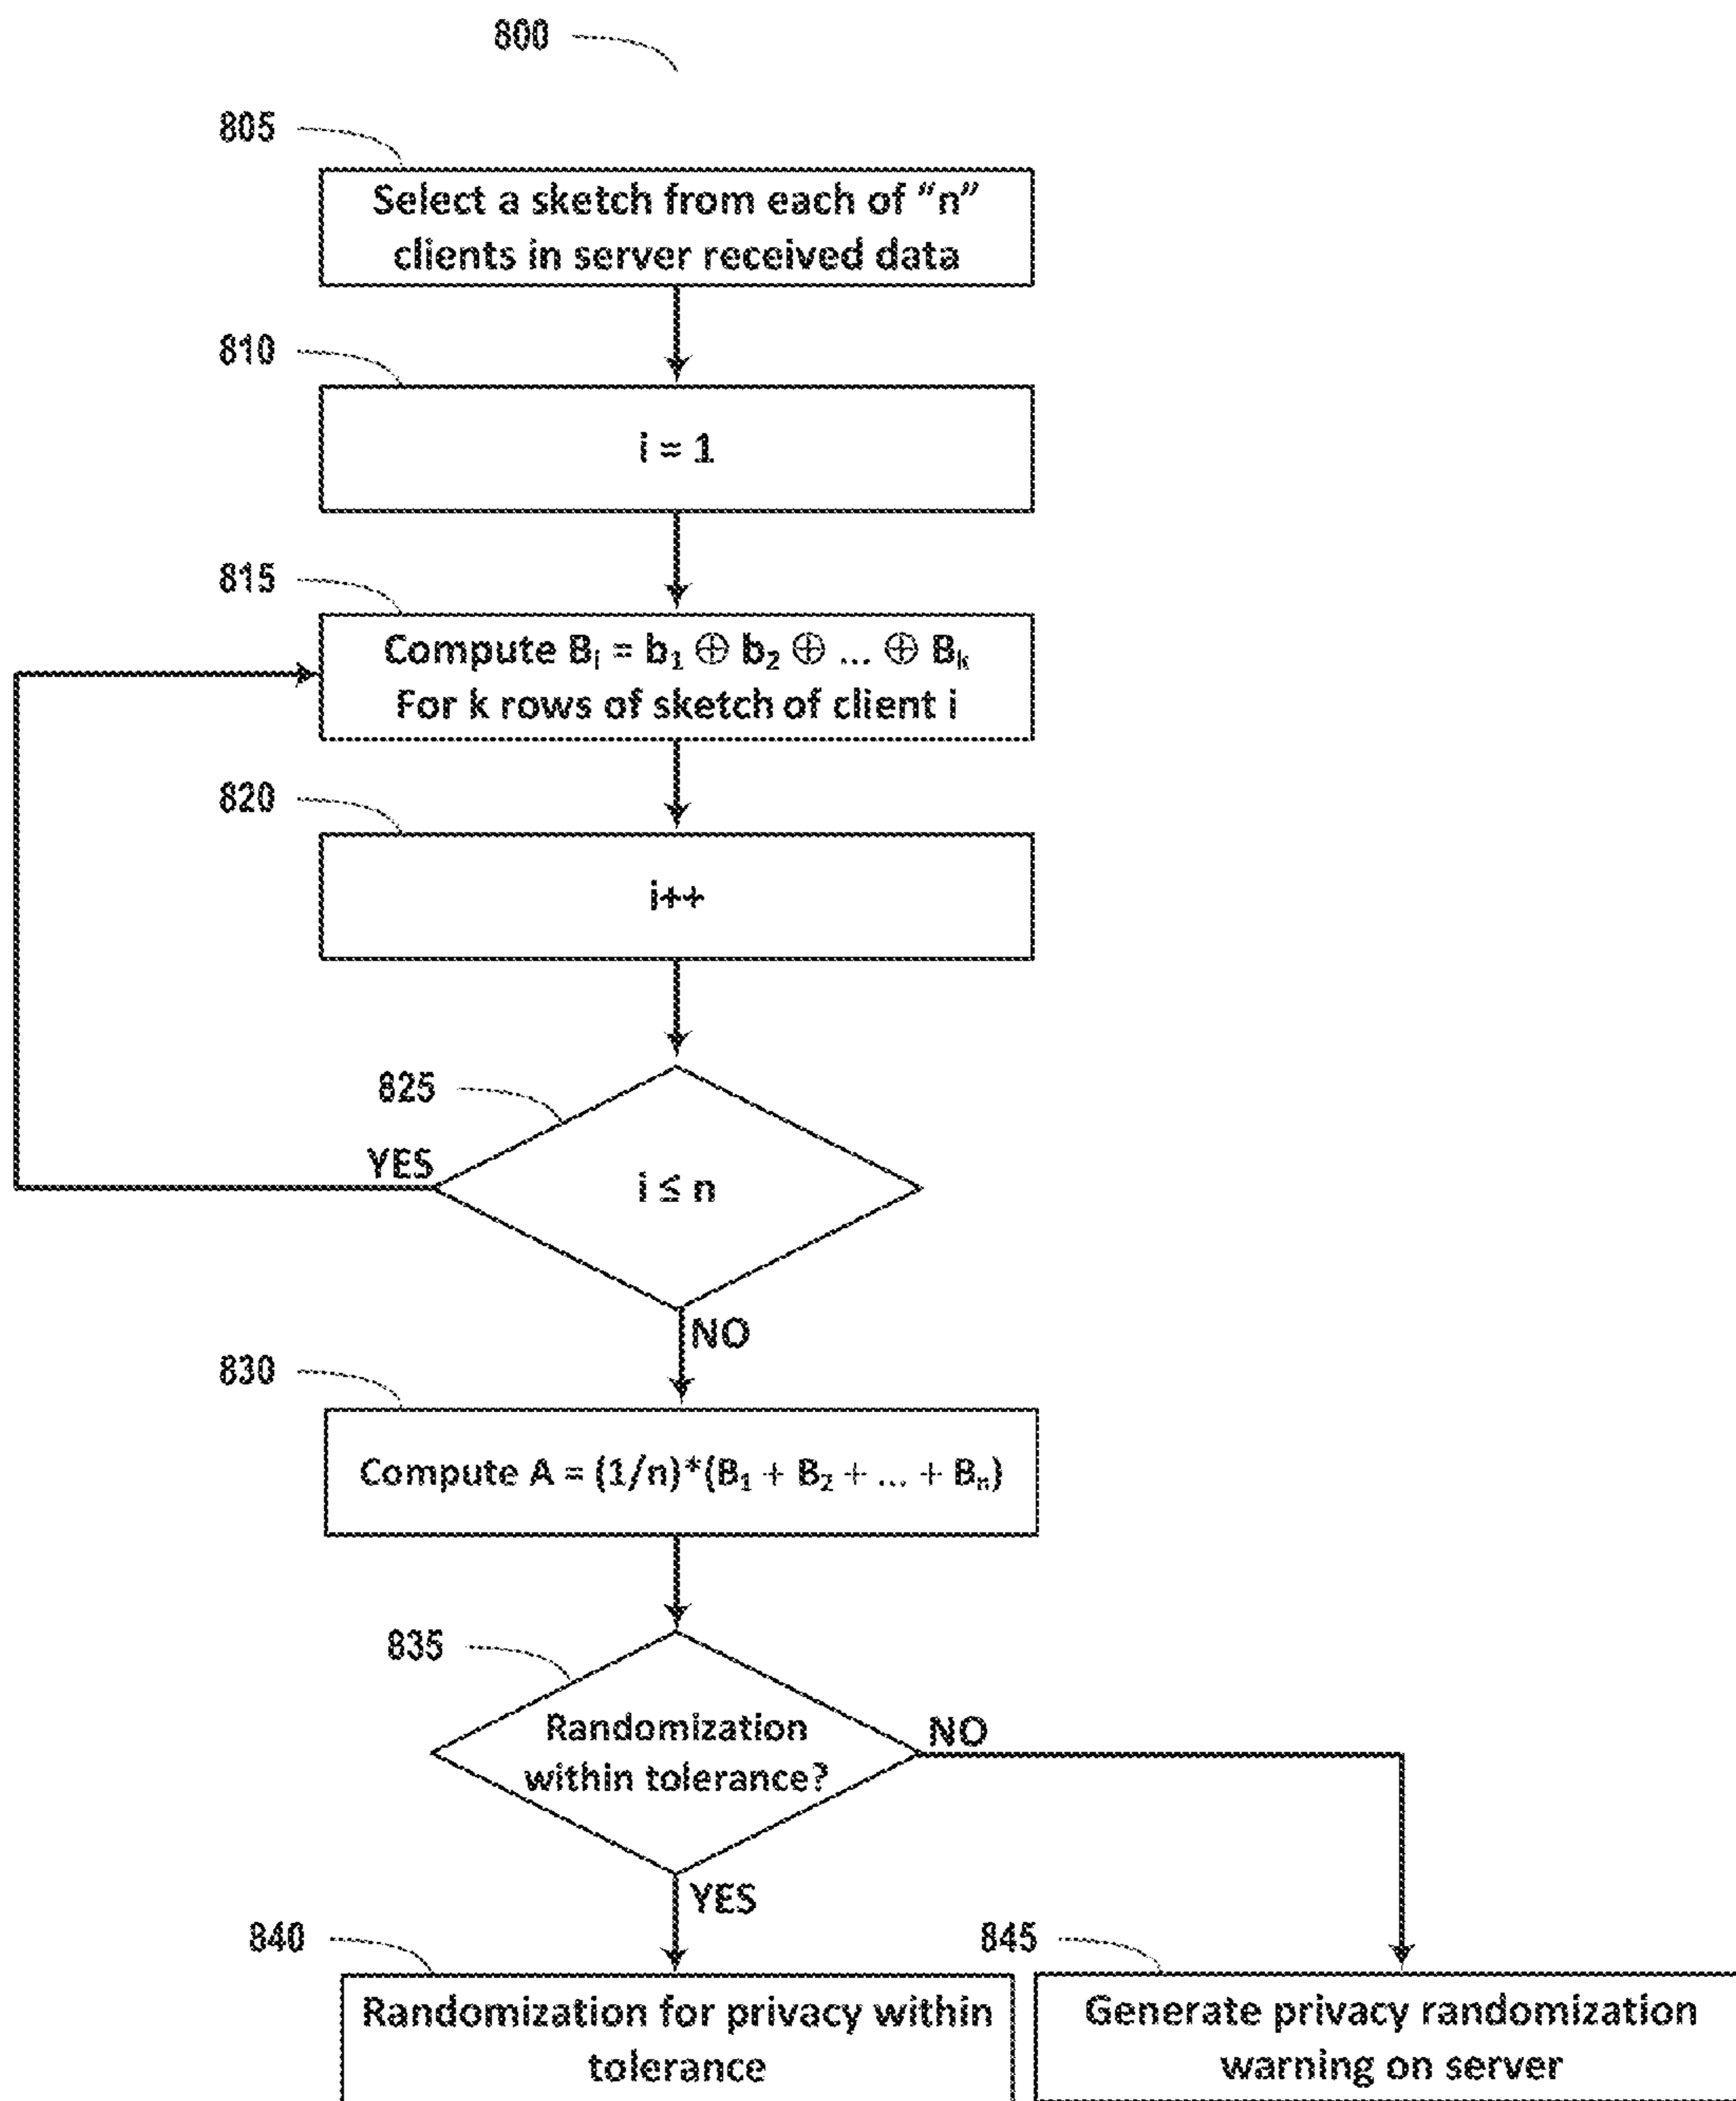 800
805
Select a sketch from each of “n”
clients in server received data
810
i = 1
815
Compute Bᵢ = b₁ ⊕ b₂ ⊕ ... ⊕ Bₖ
For k rows of sketch of client i
820
i++
825
YES
i ≤ n
NO
830
Compute A = (1/n)*(B₁ + B₂ + ... + Bₙ)
835
Randomization
within tolerance?
NO
YES
840
Randomization for privacy within
tolerance
845
Generate privacy randomization
warning on server